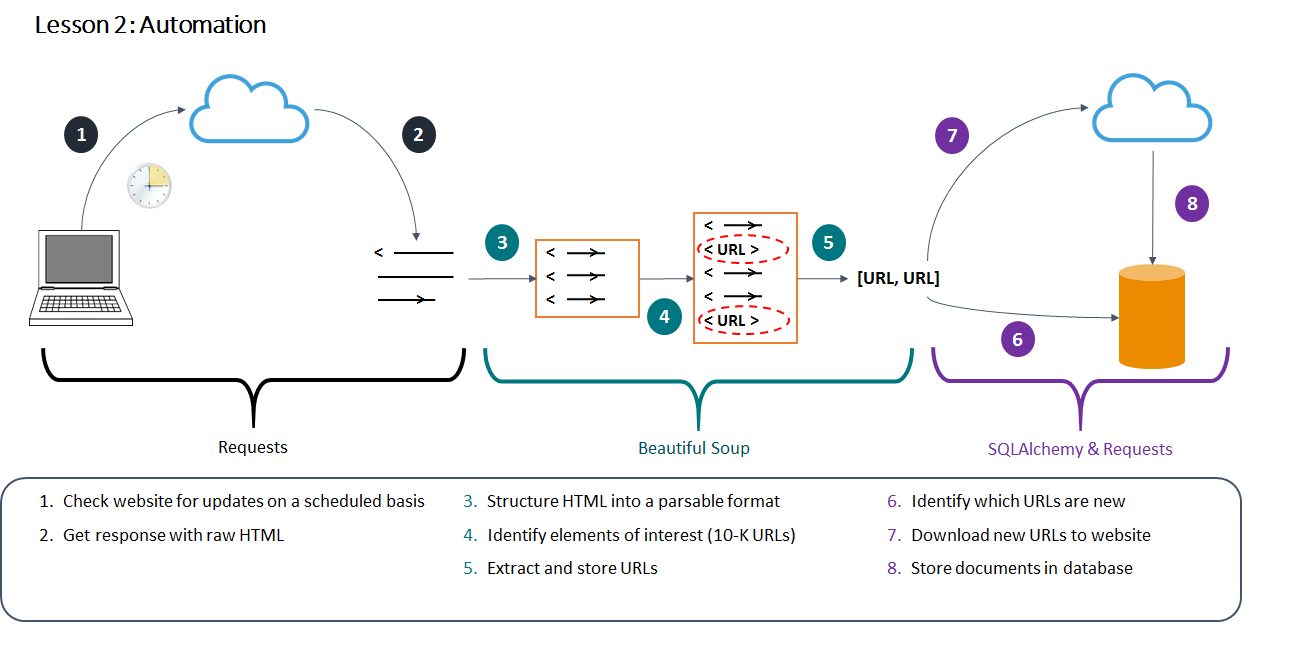 Lesson 2: Automation
1
2
3
4
5
6
7
8
<
<
<
<
<
< URL >
<
<
< URL >
[URL, URL]
Requests
Beautiful Soup
SQLAlchemy & Requests
1. Check website for updates on a scheduled basis
2. Get response with raw HTML
3. Structure HTML into a parsable format
4. Identify elements of interest (10-K URLs)
5. Extract and store URLs
6. Identify which URLs are new
7. Download new URLs to website
8. Store documents in database